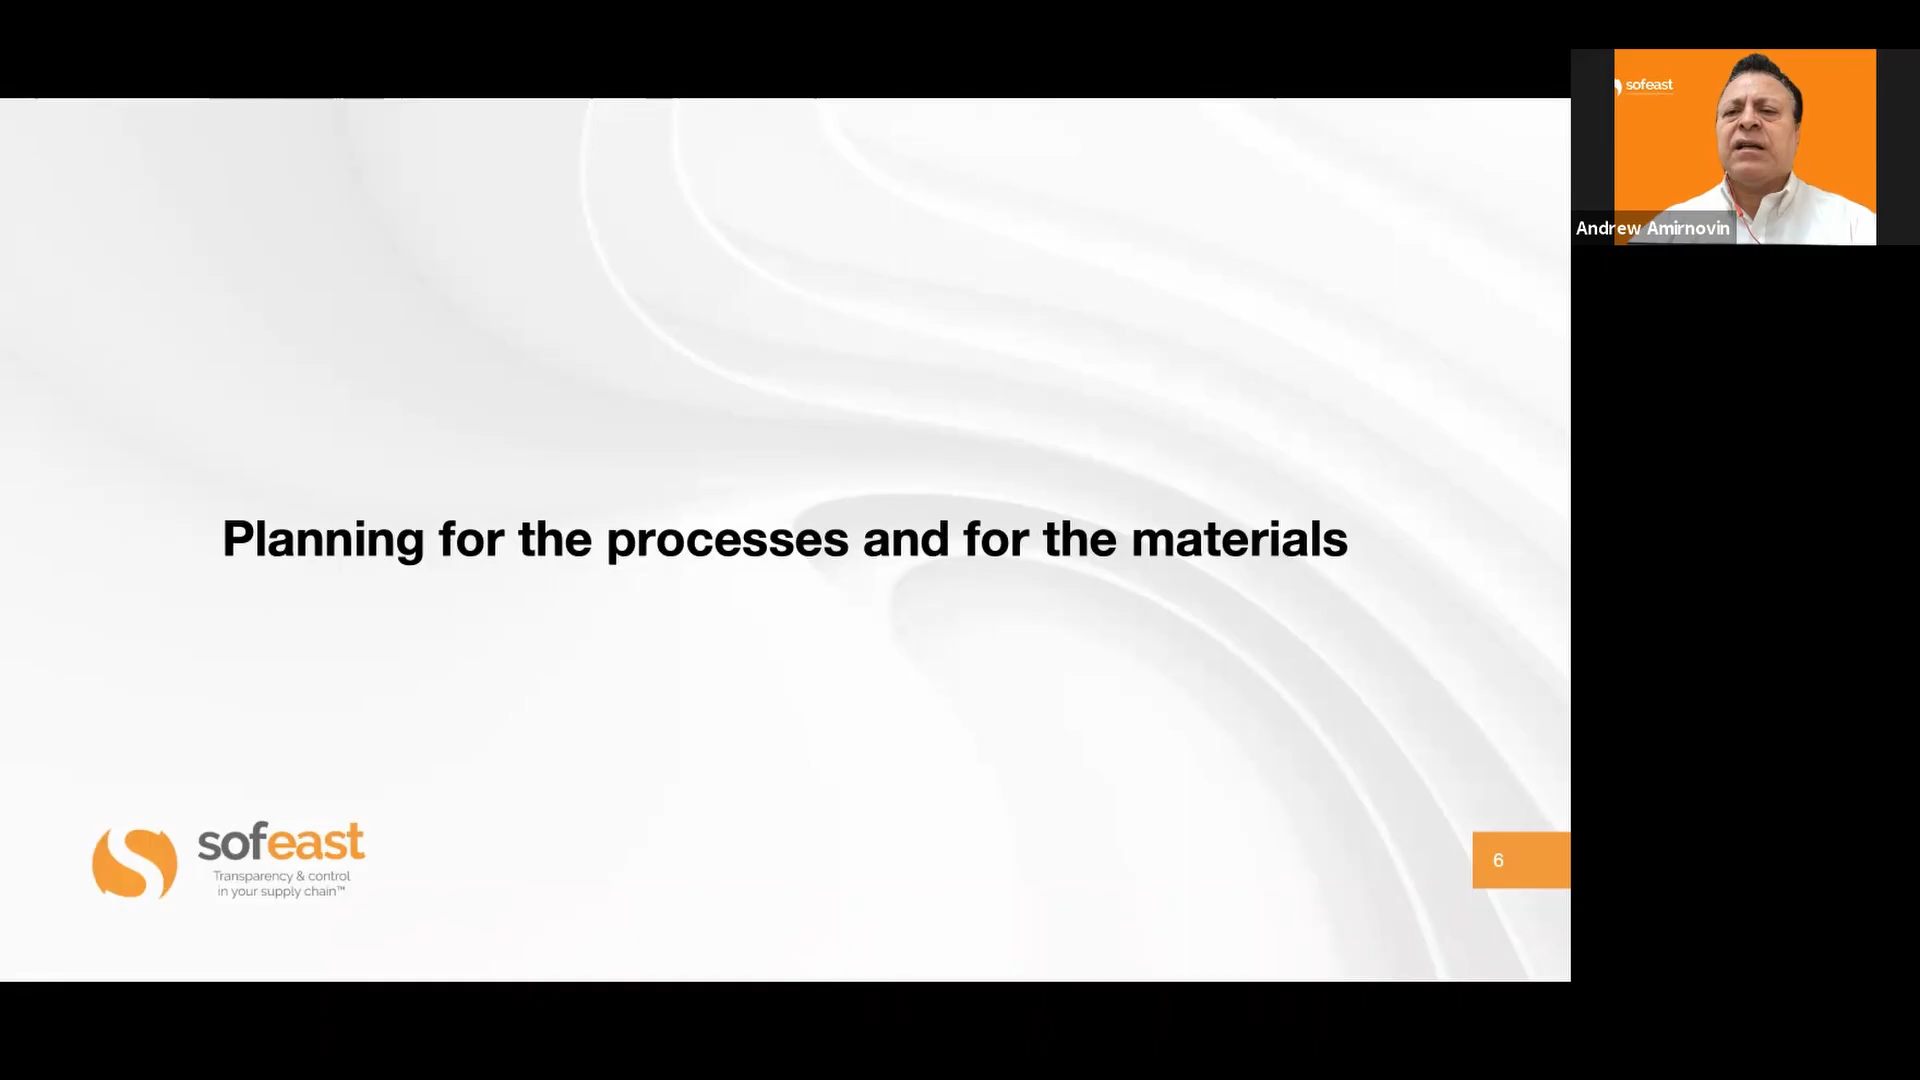 sofeast
Andrew Amirnovin
Planning for the processes and for the materials
sofeast
Transparency & control
in your supply chain™
6